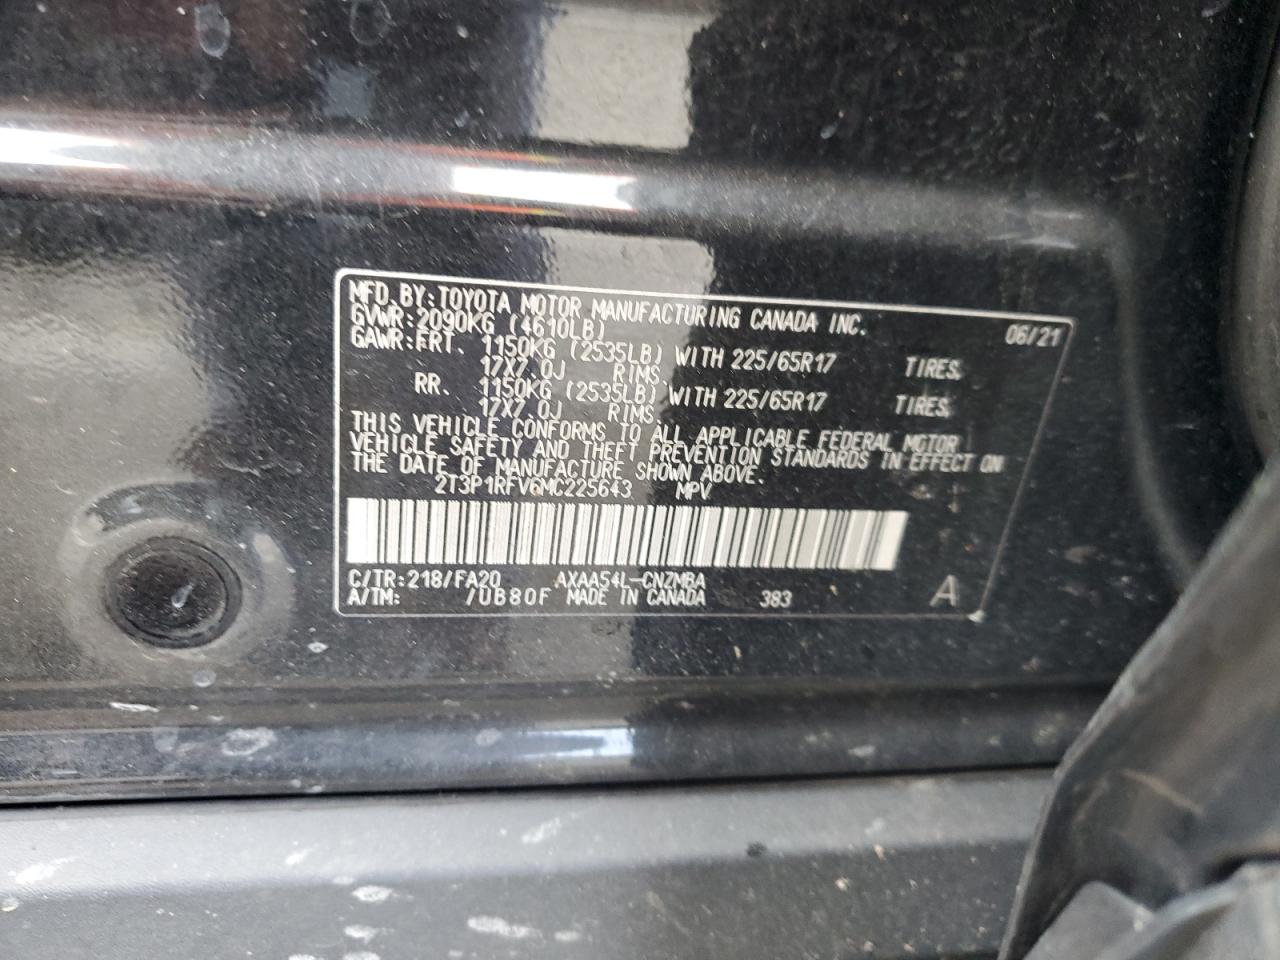 MFD. BY: TOYOTA MOTOR MANUFACTURING CANADA INC. 06/21
GVWR: 2090KG (4610LB)
GAWR: FRT. 1150KG (2535LB) WITH 225/65R17 TIRES,
17X7.0J RIMS,
RR. 1150KG (2535LB) WITH 225/65R17 TIRES,
17X7.0J RIMS
THIS VEHICLE CONFORMS TO ALL APPLICABLE FEDERAL MOTOR
VEHICLE SAFETY AND THEFT PREVENTION STANDARDS IN EFFECT ON
THE DATE OF MANUFACTURE SHOWN ABOVE.
2T3P1RFV6MC225643 MPV
C/TR: 218/FA20 AXAA54L-CNZMBA
A/TM: /UB80F MADE IN CANADA 383 A